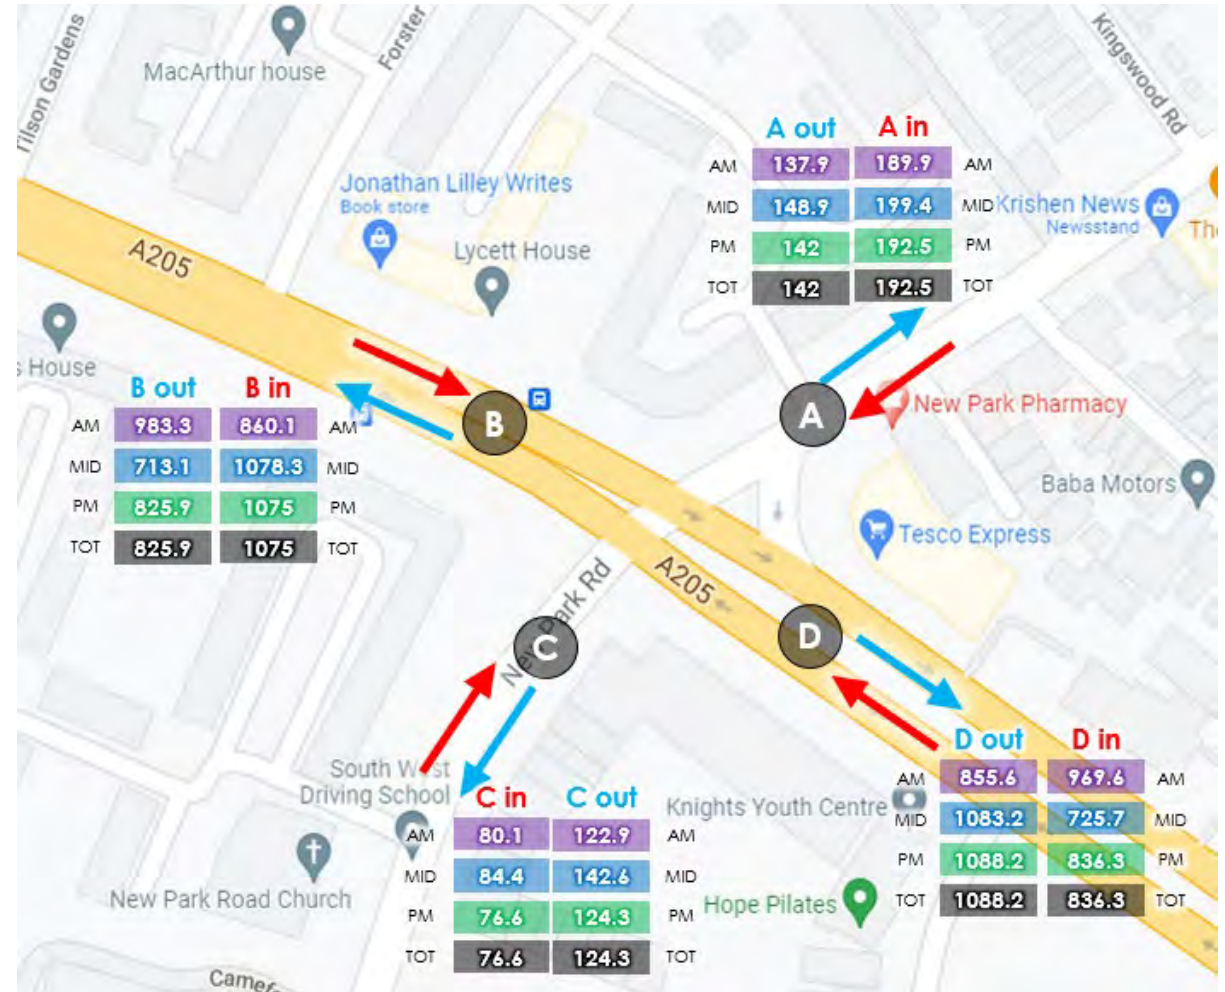 Tilson Gardens
MacArthur house
Forster
Kingswood Rd
A out A in
AM 137.9 189.9 AM
MID 148.9 199.4 MID
PM 142 192.5 PM
TOT 142 192.5 TOT
Jonathan Lilley Writes
Book store
Krishen News
Newsstand
The
A205
Lycett House
s House
B out B in
AM 983.3 860.1 AM
MID 713.1 1078.3 MID
PM 825.9 1075 PM
TOT 825.9 1075 TOT
B
A
New Park Pharmacy
Baba Motors
Tesco Express
A205
New Park Rd
C
D
South West
Driving School
D out D in
AM 855.6 969.6 AM
MID 1083.2 725.7 MID
PM 1088.2 836.3 PM
TOT 1088.2 836.3 TOT
C in C out
AM 80.1 122.9 AM
MID 84.4 142.6 MID
PM 76.6 124.3 PM
TOT 76.6 124.3 TOT
Knights Youth Centre
New Park Road Church
Hope Pilates
Camefo